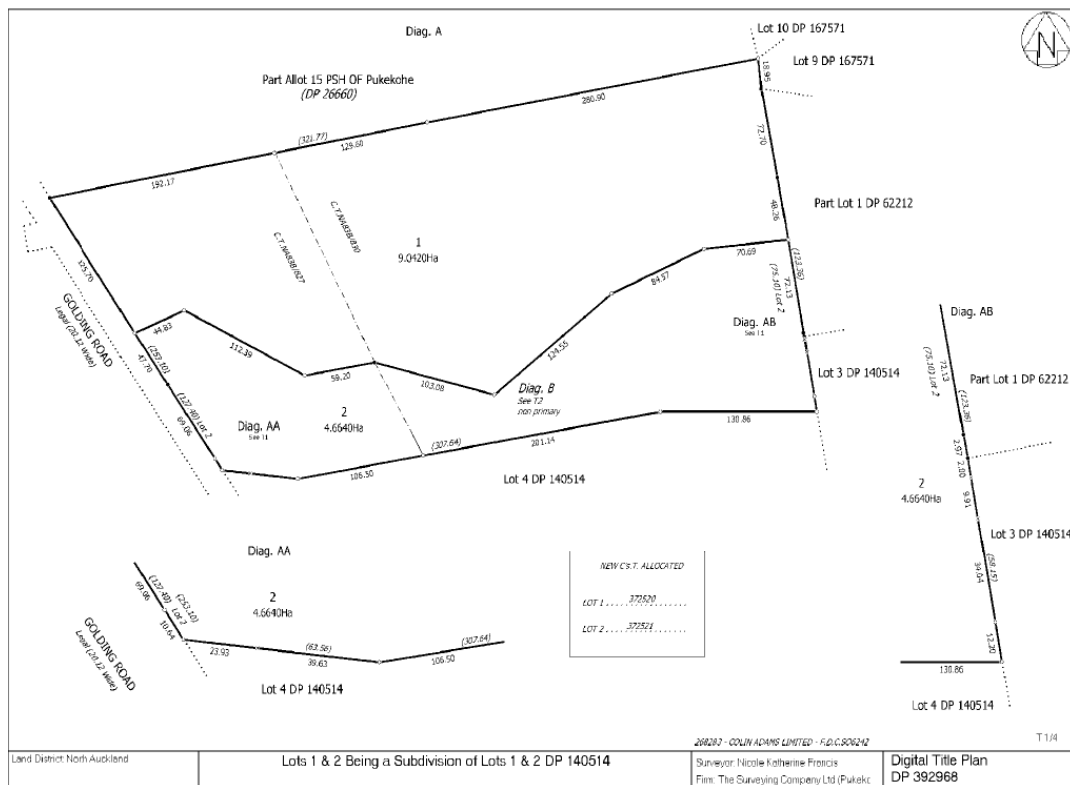 Diag. A
Lot 10 DP 167571
N
Lot 9 DP 167571
Part Allot 15 PSH OF Pukekohe
(DP 26660)
18.95
280.90
(321.77)
129.60
72.70
192.17
Part Lot 1 DP 62212
48.26
C.T.NA83B/830
C.T.NA83B/827
1
9.0420Ha
70.69
(123.36)
72.13
(75.10) Lot 2
125.70
84.57
GOLDING ROAD
Legal (20.12 Wide)
44.83
112.39
Diag. AB
See T1
Diag. AB
124.55
47.70
(257.10)
59.20
103.08
Lot 3 DP 140514
72.13
(75.10) Lot 2
Part Lot 1 DP 62212
(123.36)
Diag. B
See T2
non primary
(127.40) Lot 2
69.06
2
4.6640Ha
Diag. AA
See T1
130.86
(307.64)
201.14
106.50
Lot 4 DP 140514
2.97
2.00
2
4.6640Ha
9.91
Lot 3 DP 140514
(58.15)
12.20
130.86
Lot 4 DP 140514
Diag. AA
69.06
(127.40)
Lot 2
10.64
2
4.6640Ha
GOLDING ROAD
Legal (20.12 Wide)
23.93
(63.56)
39.63
(307.64)
106.50
Lot 4 DP 140514
NEW C's.T. ALLOCATED
LOT 1 ....372520..........
LOT 2 ....372521..........
268283 - COLIN ADAMS LIMITED - F.D.C.SO6242
T 1/4
Land District: North Auckland
Lots 1 & 2 Being a Subdivision of Lots 1 & 2 DP 140514
Surveyor: Nicole Katherine Francis
Firm: The Surveying Company Ltd (Pukekc
Digital Title Plan
DP 392968